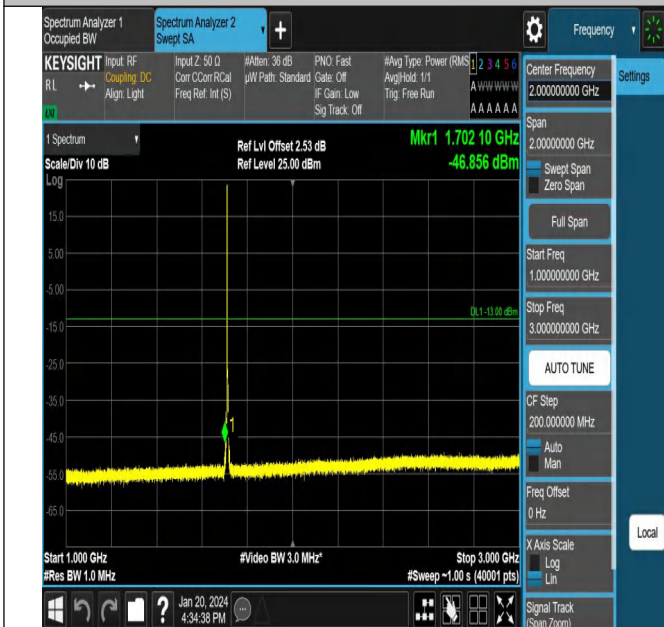 Spectrum Analyzer 1
Occupied BW
Spectrum Analyzer 2
Swept SA
Frequency
KEYSIGHT
RL
LXI
Input: RF
Coupling: DC
Align: Light
Input Z: 50 Ω
Corr CCorr RCal
Freq Ref: Int (S)
#Atten: 36 dB
µW Path: Standard
PNO: Fast
Gate: Off
IF Gain: Low
Sig Track: Off
#Avg Type: Power (RMS
Avg|Hold: 1/1
Trig: Free Run
1 2 3 4 5 6
A W W W W W
A A A A A A
1 Spectrum
Scale/Div 10 dB
Ref Lvl Offset 2.53 dB
Ref Level 25.00 dBm
Mkr1 1.702 10 GHz
-46.856 dBm
Log
15.0
5.00
-5.00
-15.0
-25.0
-35.0
-45.0
-55.0
-65.0
DL1 -13.00 dBm
1
Start 1.000 GHz
#Res BW 1.0 MHz
#Video BW 3.0 MHz*
Stop 3.000 GHz
#Sweep ~1.00 s (40001 pts)
Jan 20, 2024
4:34:38 PM
Center Frequency
2.00000000 GHz
Settings
Span
2.00000000 GHz
Swept Span
Zero Span
Full Span
Start Freq
1.000000000 GHz
Stop Freq
3.000000000 GHz
AUTO TUNE
CF Step
200.000000 MHz
Auto
Man
Freq Offset
0 Hz
X Axis Scale
Log
Lin
Local
Signal Track
(Span Zoom)